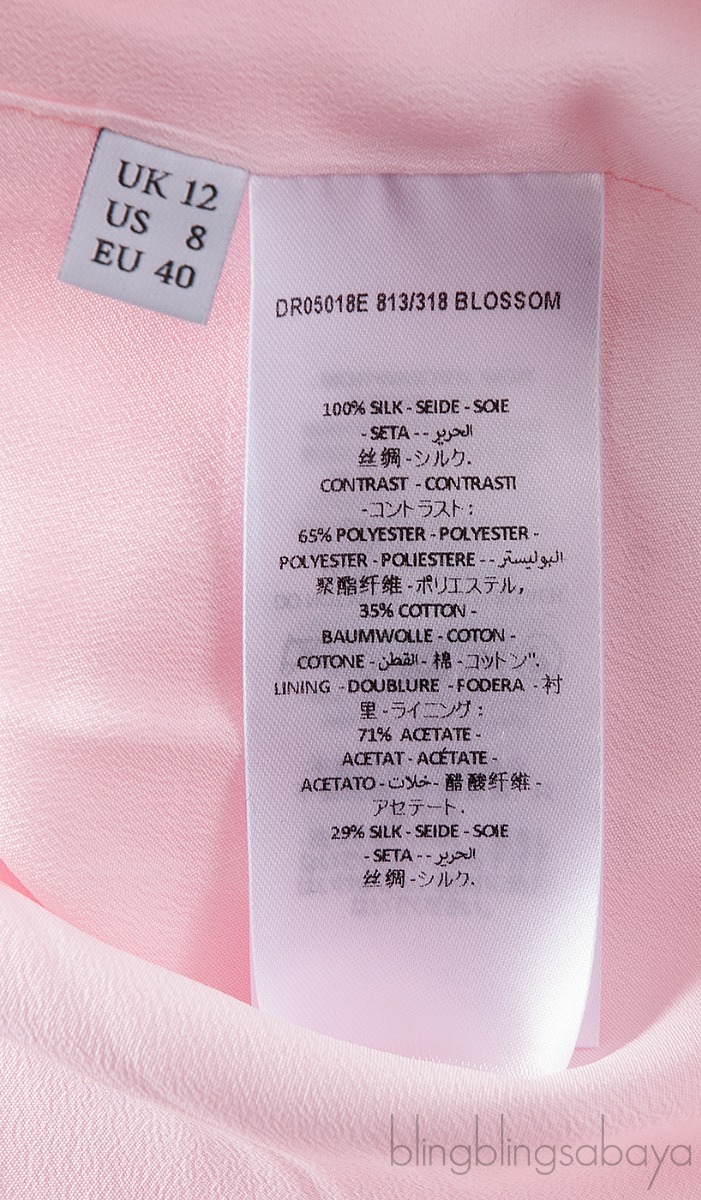 UK 12
US 8
EU 40
DR05018E 813/318 BLOSSOM
100% SILK - SEIDE - SOIE
- SETA - - الحرير
丝绸 - シルク.
CONTRAST - CONTRASTI
- コントラスト :
65% POLYESTER - POLYESTER -
POLYESTER - POLIESTERE - - البوليستر
聚酯纤维 - ポリエステル,
35% COTTON -
BAUMWOLLE - COTON -
COTONE - القطن - 棉 - コットン".
LINING - DOUBLURE - FODERA - 衬
里 - ライニング :
71% ACETATE -
ACETAT - ACÉTATE -
ACETATO - خلات - 醋酸纤维 -
アセテート.
29% SILK - SEIDE - SOIE
- SETA - - الحرير
丝绸 - シルク.
blingblingsabaya